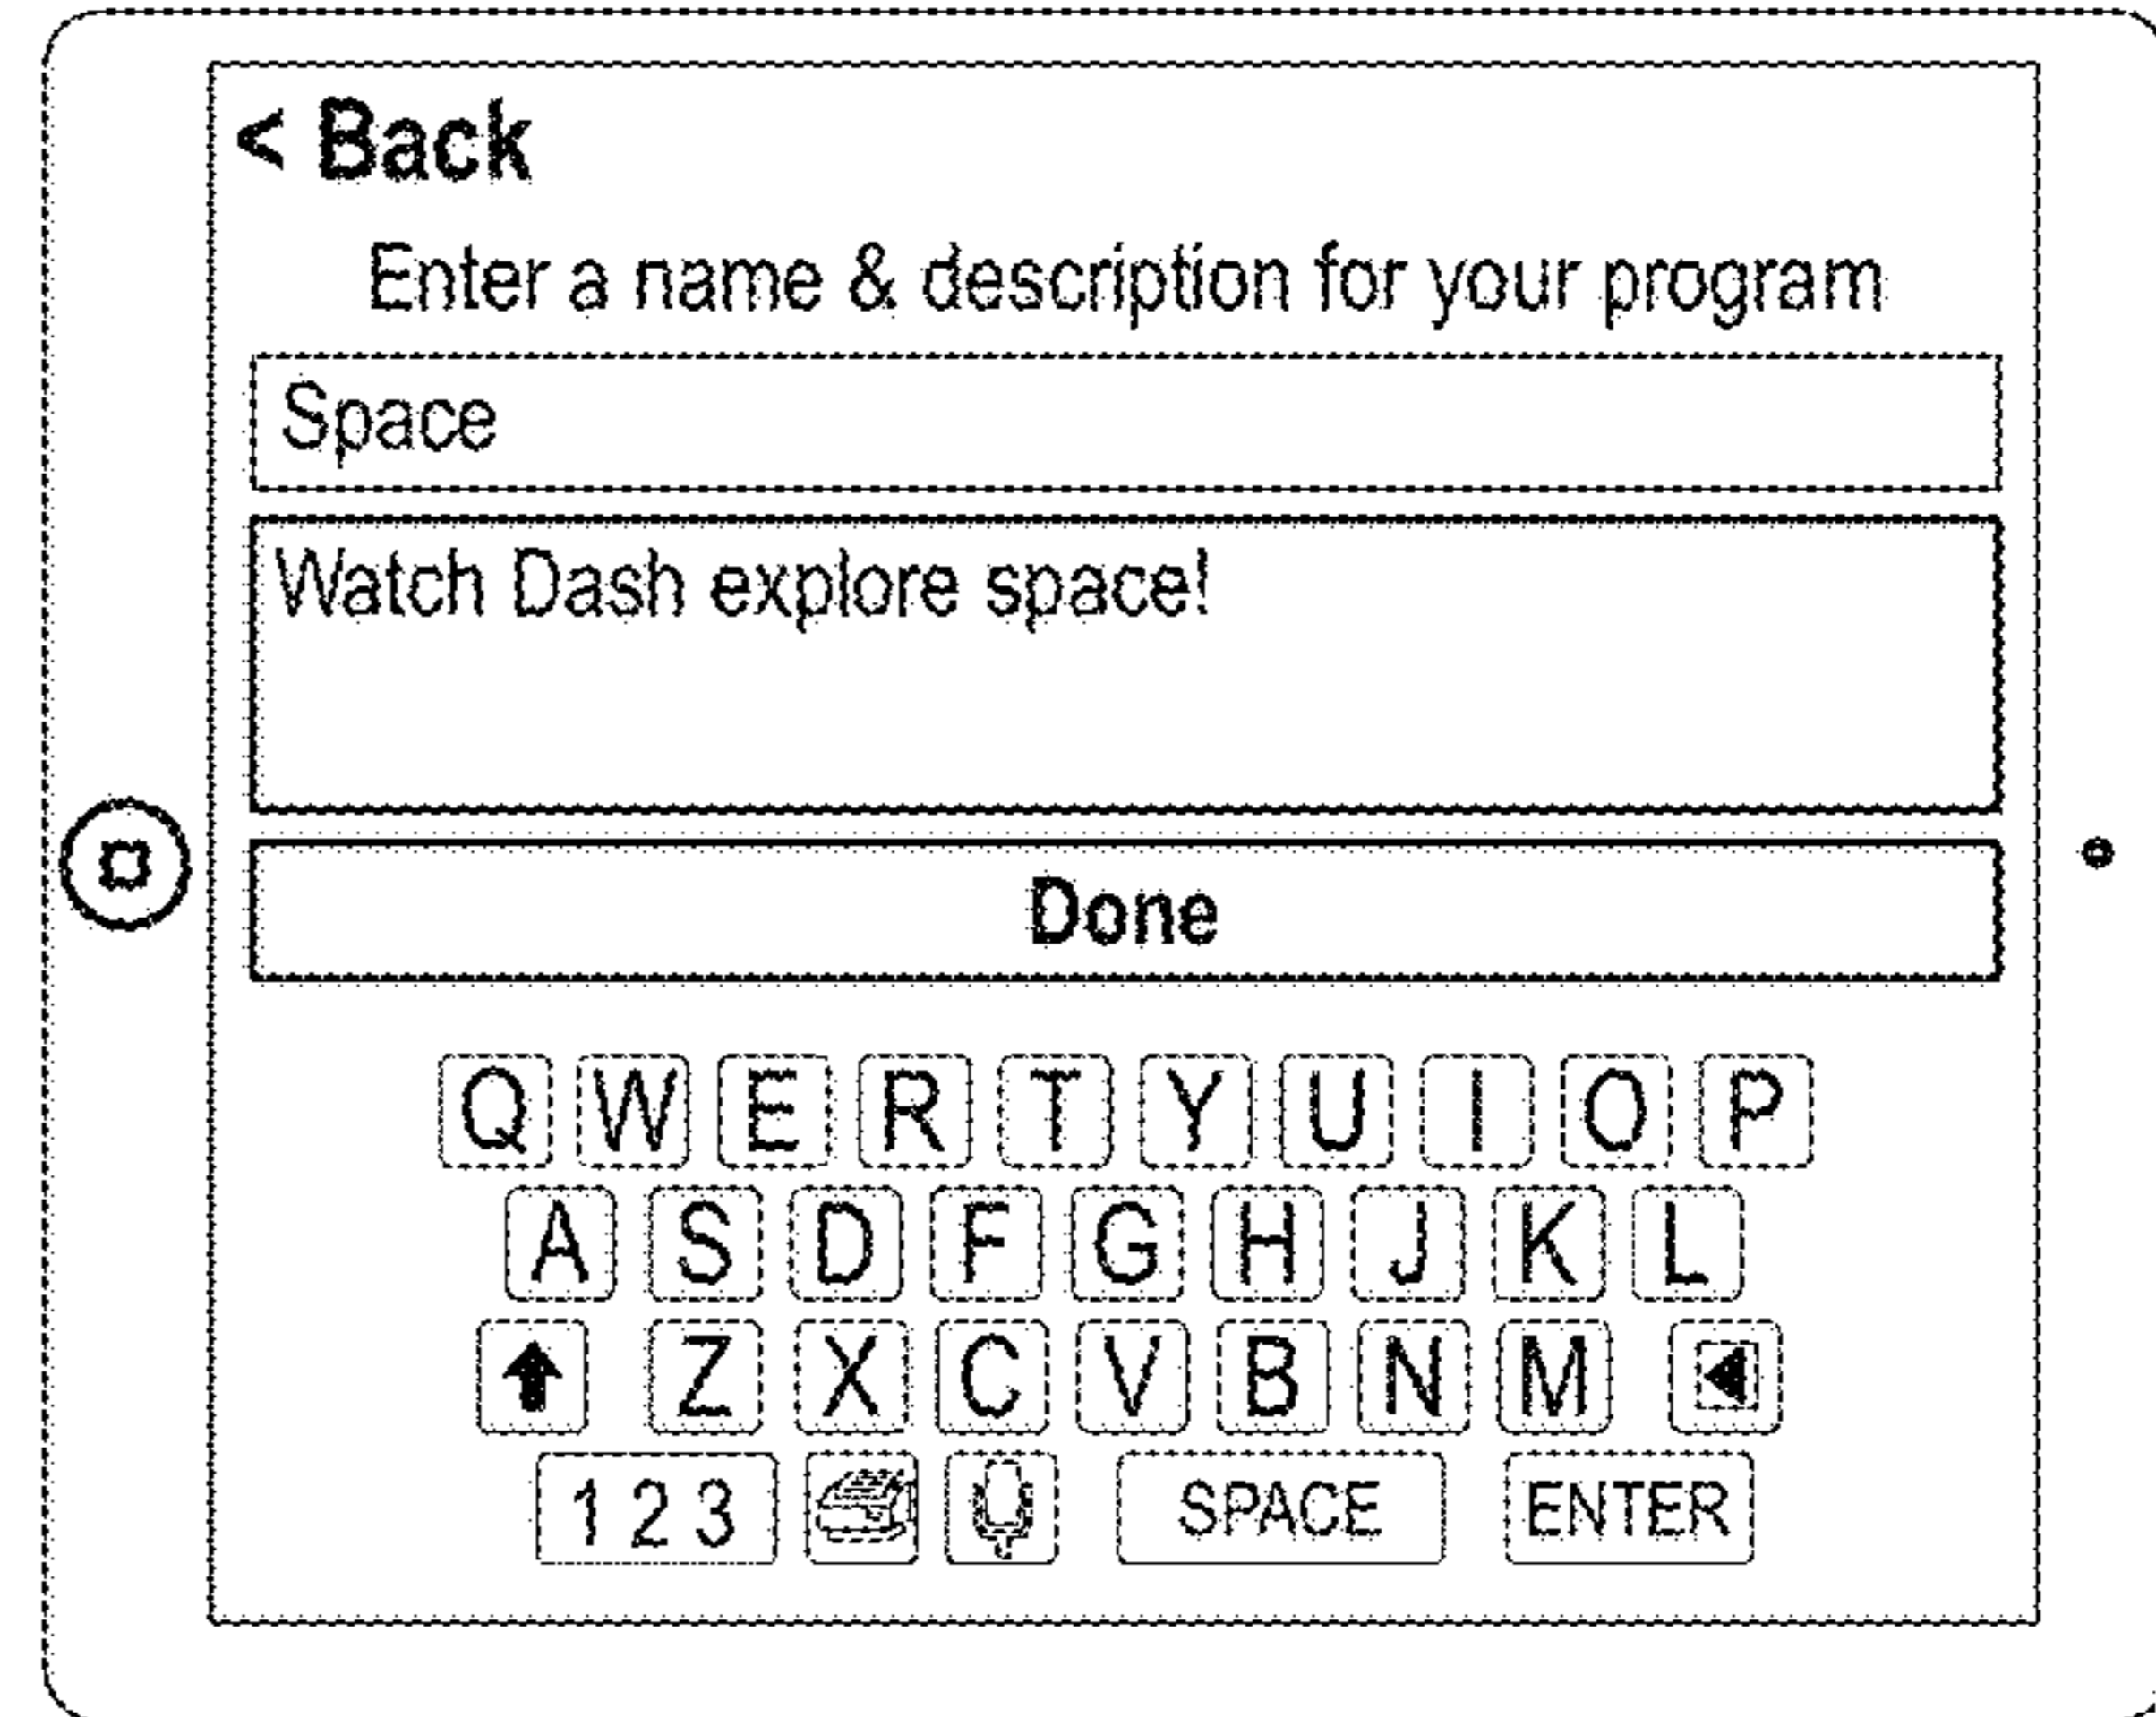 < Back
Enter a name & description for your program
Space
Watch Dash explore space!
Done
Q W E R T Y U I O P
A S D F G H J K L
Z X C V B N M
1 2 3 SPACE ENTER